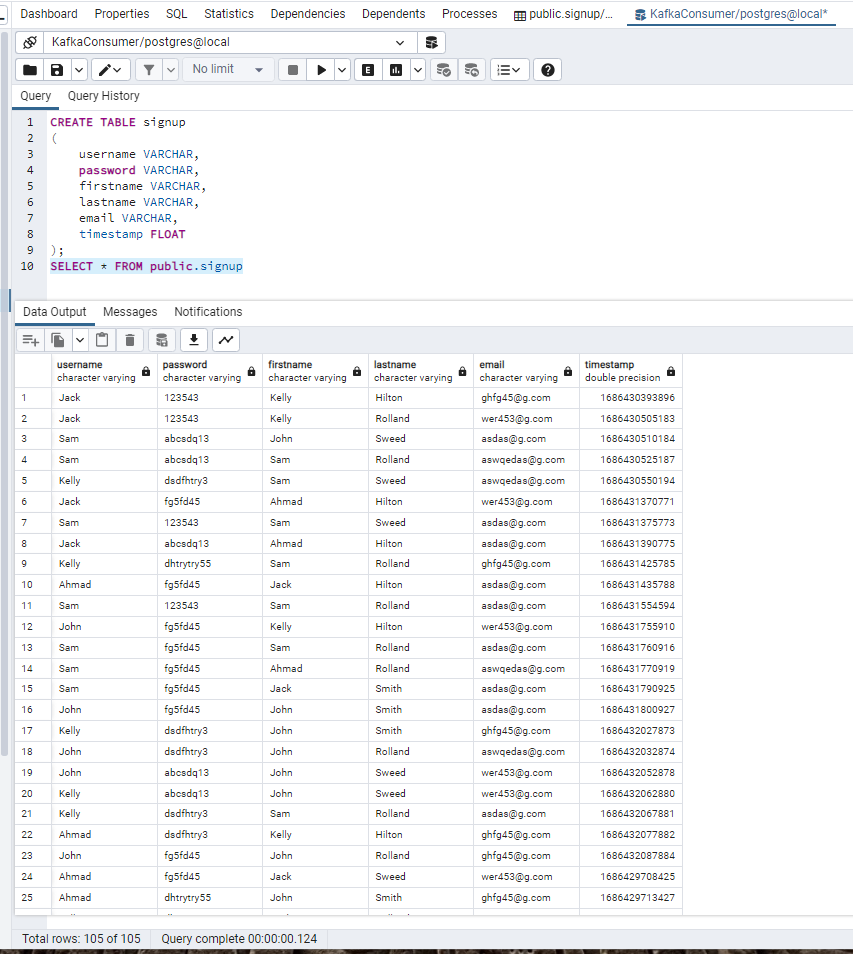 Dashboard Properties SQL Statistics Dependencies Dependents Processes public.signup/... KafkaConsumer/postgres@local*
KafkaConsumer/postgres@local
No limit E
Query Query History
1 CREATE TABLE signup
2 (
3 username VARCHAR,
4 password VARCHAR,
5 firstname VARCHAR,
6 lastname VARCHAR,
7 email VARCHAR,
8 timestamp FLOAT
9 );
10 SELECT * FROM public.signup
Data Output Messages Notifications
username password firstname lastname email timestamp
character varying character varying character varying character varying character varying double precision
1 Jack 123543 Kelly Hilton ghfg45@g.com 1686430393896
2 Jack 123543 Kelly Rolland wer453@g.com 1686430505183
3 Sam abcsdq13 John Sweed asdas@g.com 1686430510184
4 Sam abcsdq13 Sam Rolland aswqedas@g.com 1686430525187
5 Kelly dsdfhtry3 Sam Sweed aswqedas@g.com 1686430550194
6 Jack fg5fd45 Ahmad Hilton wer453@g.com 1686431370771
7 Sam 123543 Sam Sweed asdas@g.com 1686431375773
8 Jack abcsdq13 Ahmad Hilton asdas@g.com 1686431390775
9 Kelly dhtrytry55 Sam Rolland ghfg45@g.com 1686431425785
10 Ahmad fg5fd45 Jack Hilton asdas@g.com 1686431435788
11 Sam 123543 Sam Rolland asdas@g.com 1686431554594
12 John fg5fd45 Kelly Hilton wer453@g.com 1686431755910
13 Sam fg5fd45 Sam Rolland asdas@g.com 1686431760916
14 Sam fg5fd45 Ahmad Rolland aswqedas@g.com 1686431770919
15 Sam fg5fd45 Jack Smith asdas@g.com 1686431790925
16 John fg5fd45 John Smith asdas@g.com 1686431800927
17 Kelly dsdfhtry3 John Smith ghfg45@g.com 1686432027873
18 John dsdfhtry3 John Rolland aswqedas@g.com 1686432032874
19 John abcsdq13 John Sweed wer453@g.com 1686432052878
20 Kelly abcsdq13 John Sweed wer453@g.com 1686432062880
21 Kelly dsdfhtry3 Sam Rolland asdas@g.com 1686432067881
22 Ahmad dsdfhtry3 Kelly Hilton ghfg45@g.com 1686432077882
23 John fg5fd45 John Rolland ghfg45@g.com 1686432087884
24 Ahmad fg5fd45 Jack Sweed wer453@g.com 1686429708425
25 Ahmad dhtrytry55 John Smith ghfg45@g.com 1686429713427
Total rows: 105 of 105 Query complete 00:00:00.124